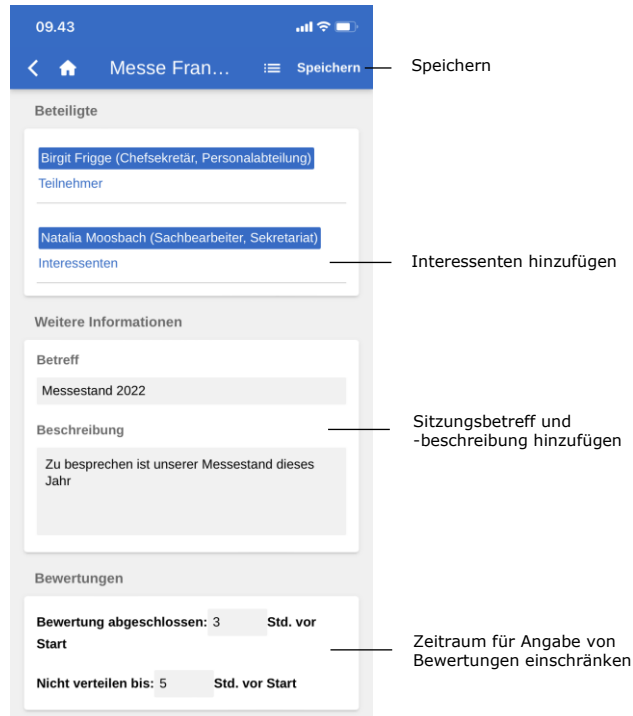 09.43
Messe Fran... Speichern
Speichern
Beteiligte
Birgit Frigge (Chefsekretär, Personalabteilung)
Teilnehmer
Natalia Moosbach (Sachbearbeiter, Sekretariat)
Interessenten
Interessenten hinzufügen
Weitere Informationen
Betreff
Messestand 2022
Beschreibung
Sitzungsbetreff und
-beschreibung hinzufügen
Zu besprechen ist unserer Messestand dieses
Jahr
Bewertungen
Bewertung abgeschlossen: 3 Std. vor
Start
Zeitraum für Angabe von
Bewertungen einschränken
Nicht verteilen bis: 5 Std. vor Start